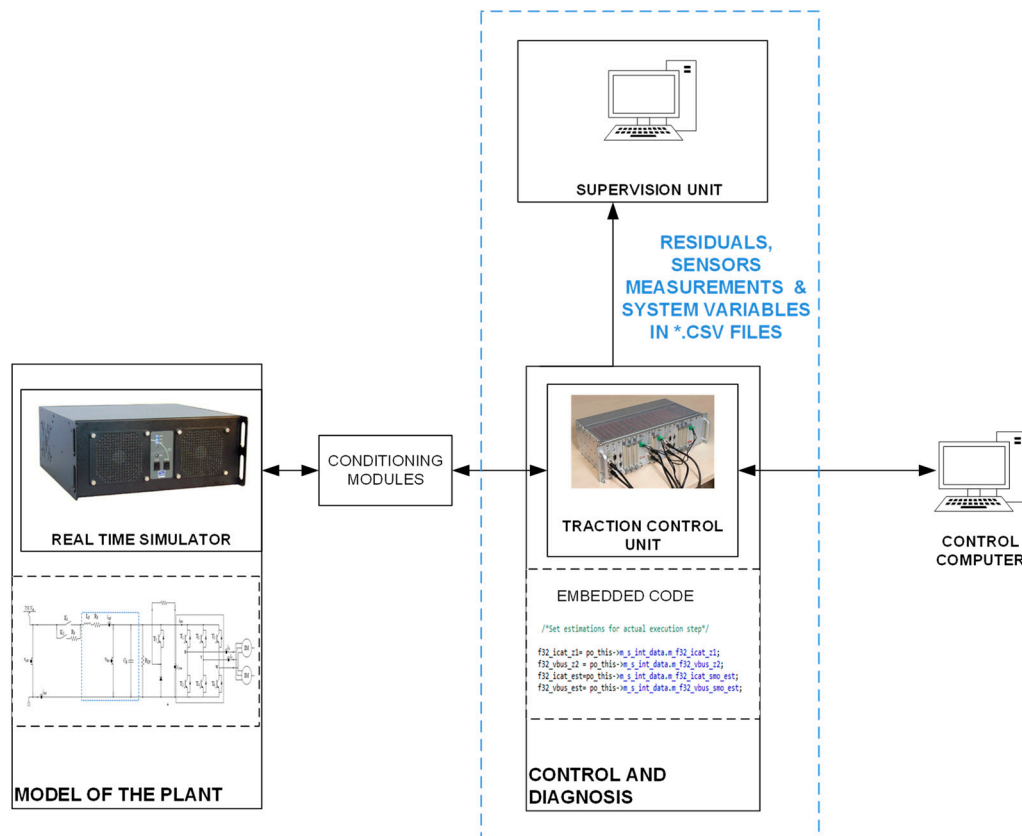 SUPERVISION UNIT
RESIDUALS,
SENSORS
MEASUREMENTS &
SYSTEM VARIABLES
IN *.CSV FILES
REAL TIME SIMULATOR
CONDITIONING
MODULES
TRACTION CONTROL
UNIT
CONTROL
COMPUTER
EMBEDDED CODE
/*Set estimations for actual execution step*/
f32_icat_z1= po_this->m_s_int_data.m_f32_icat_z1;
f32_vbus_z2 = po_this->m_s_int_data.m_f32_vbus_z2;
f32_icat_est=po_this->m_s_int_data.m_f32_icat_smo_est;
f32_vbus_est= po_this->m_s_int_data.m_f32_vbus_smo_est;
MODEL OF THE PLANT
CONTROL AND
DIAGNOSIS